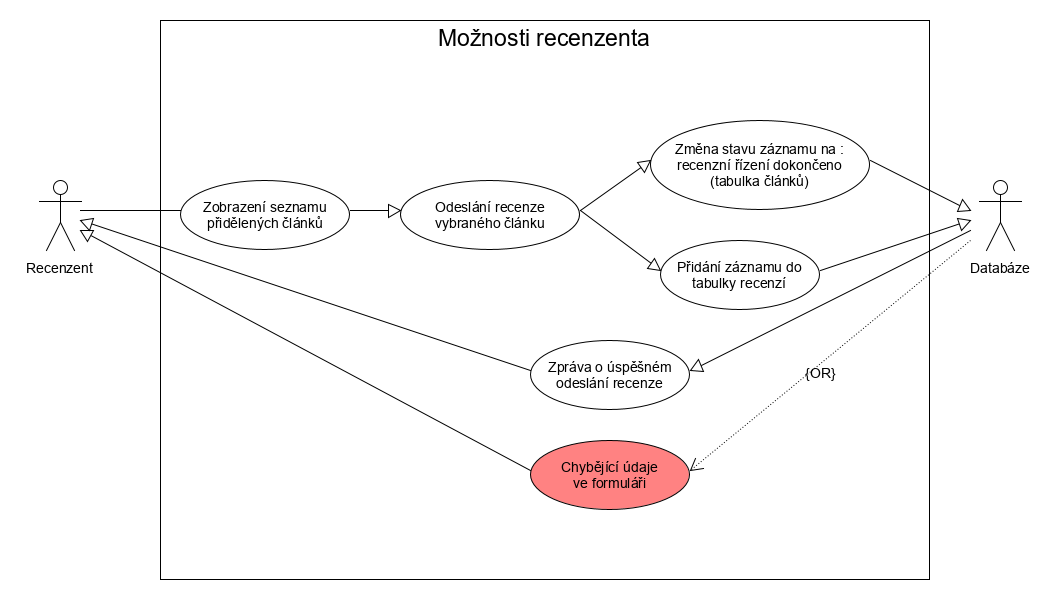 Možnosti recenzenta
Změna stavu záznamu na :
recenzní řízení dokončeno
(tabulka článků)
Zobrazení seznamu
přidělených článků
Odeslání recenze
vybraného článku
Recenzent
Databáze
Přidání záznamu do
tabulky recenzí
Zpráva o úspěšném
odeslání recenze
{OR}
Chybějící údaje
ve formuláři